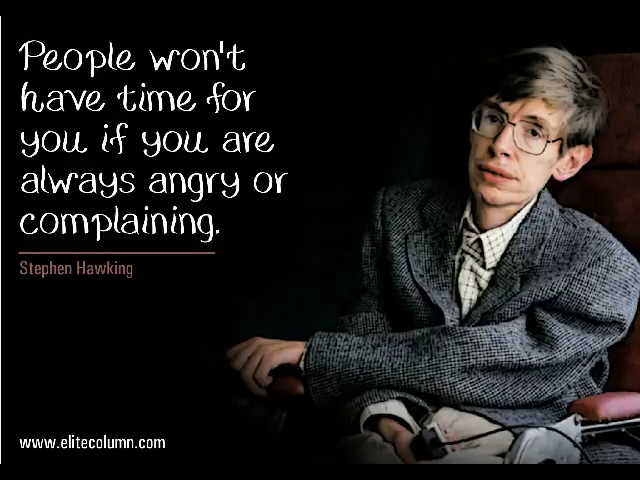 People won't
have time for
you if you are
always angry or
complaining.
Stephen Hawking
www.elitecolumn.com